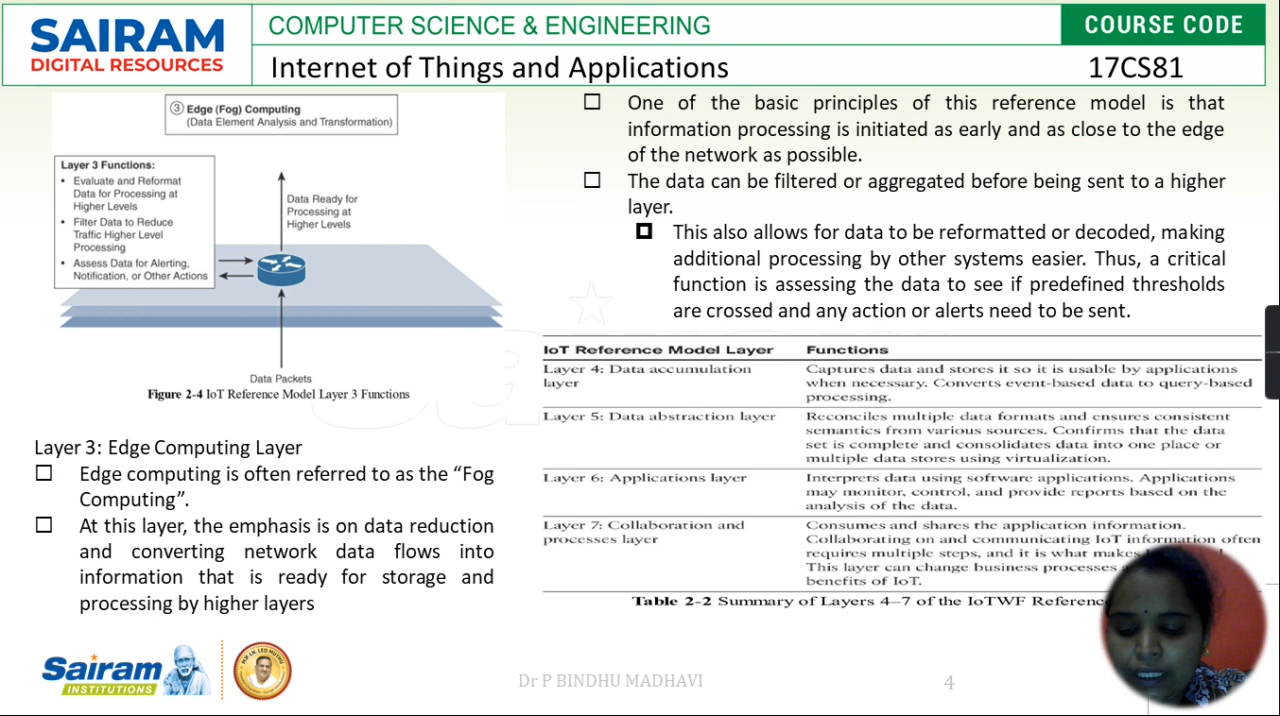 SAIRAM
DIGITAL RESOURCES
COMPUTER SCIENCE & ENGINEERING
COURSE CODE
Internet of Things and Applications
17CS81
③ Edge (Fog) Computing
(Data Element Analysis and Transformation)
Layer 3 Functions:
• Evaluate and Reformat
Data for Processing at
Higher Levels
• Filter Data to Reduce
Traffic Higher Level
Processing
• Assess Data for Alerting,
Notification, or Other Actions
Data Ready for
Processing at
Higher Levels
Data Packets
Figure 2-4 IoT Reference Model Layer 3 Functions
Layer 3: Edge Computing Layer
Edge computing is often referred to as the “Fog
Computing”.
At this layer, the emphasis is on data reduction
and converting network data flows into
information that is ready for storage and
processing by higher layers
One of the basic principles of this reference model is that
information processing is initiated as early and as close to the edge
of the network as possible.
The data can be filtered or aggregated before being sent to a higher
layer.
This also allows for data to be reformatted or decoded, making
additional processing by other systems easier. Thus, a critical
function is assessing the data to see if predefined thresholds
are crossed and any action or alerts need to be sent.
IoT Reference Model Layer Functions
Layer 4: Data accumulation
layer
Captures data and stores it so it is usable by applications
when necessary. Converts event-based data to query-based
processing.
Layer 5: Data abstraction layer
Reconciles multiple data formats and ensures consistent
semantics from various sources. Confirms that the data
set is complete and consolidates data into one place or
multiple data stores using virtualization.
Layer 6: Applications layer
Interprets data using software applications. Applications
may monitor, control, and provide reports based on the
analysis of the data.
Layer 7: Collaboration and
processes layer
Consumes and shares the application information.
Collaborating on and communicating IoT information often
requires multiple steps, and it is what makes
This layer can change business processes
benefits of IoT.
Table 2-2 Summary of Layers 4–7 of the IoTWF
Sairam
INSTITUTIONS
Dr P BINDHU MADHAVI
4